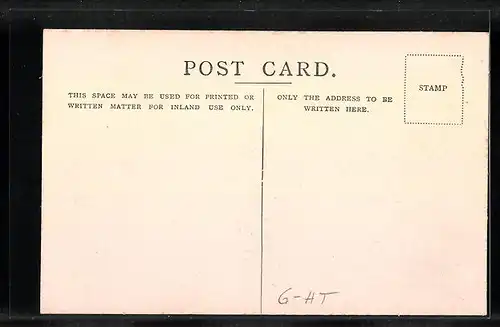 POST CARD.
THIS SPACE MAY BE USED FOR PRINTED OR
WRITTEN MATTER FOR INLAND USE ONLY.
ONLY THE ADDRESS TO BE
WRITTEN HERE.
STAMP
G-HT